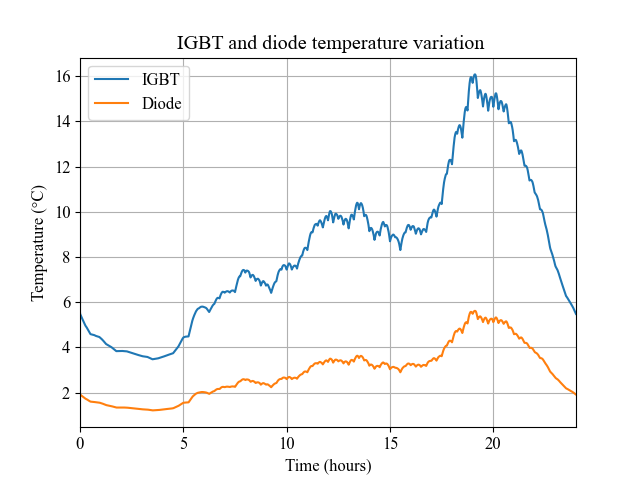 IGBT and diode temperature variation
IGBT
Diode
16
14
12
10
8
6
4
2
Temperature (°C)
0
5
10
15
20
Time (hours)